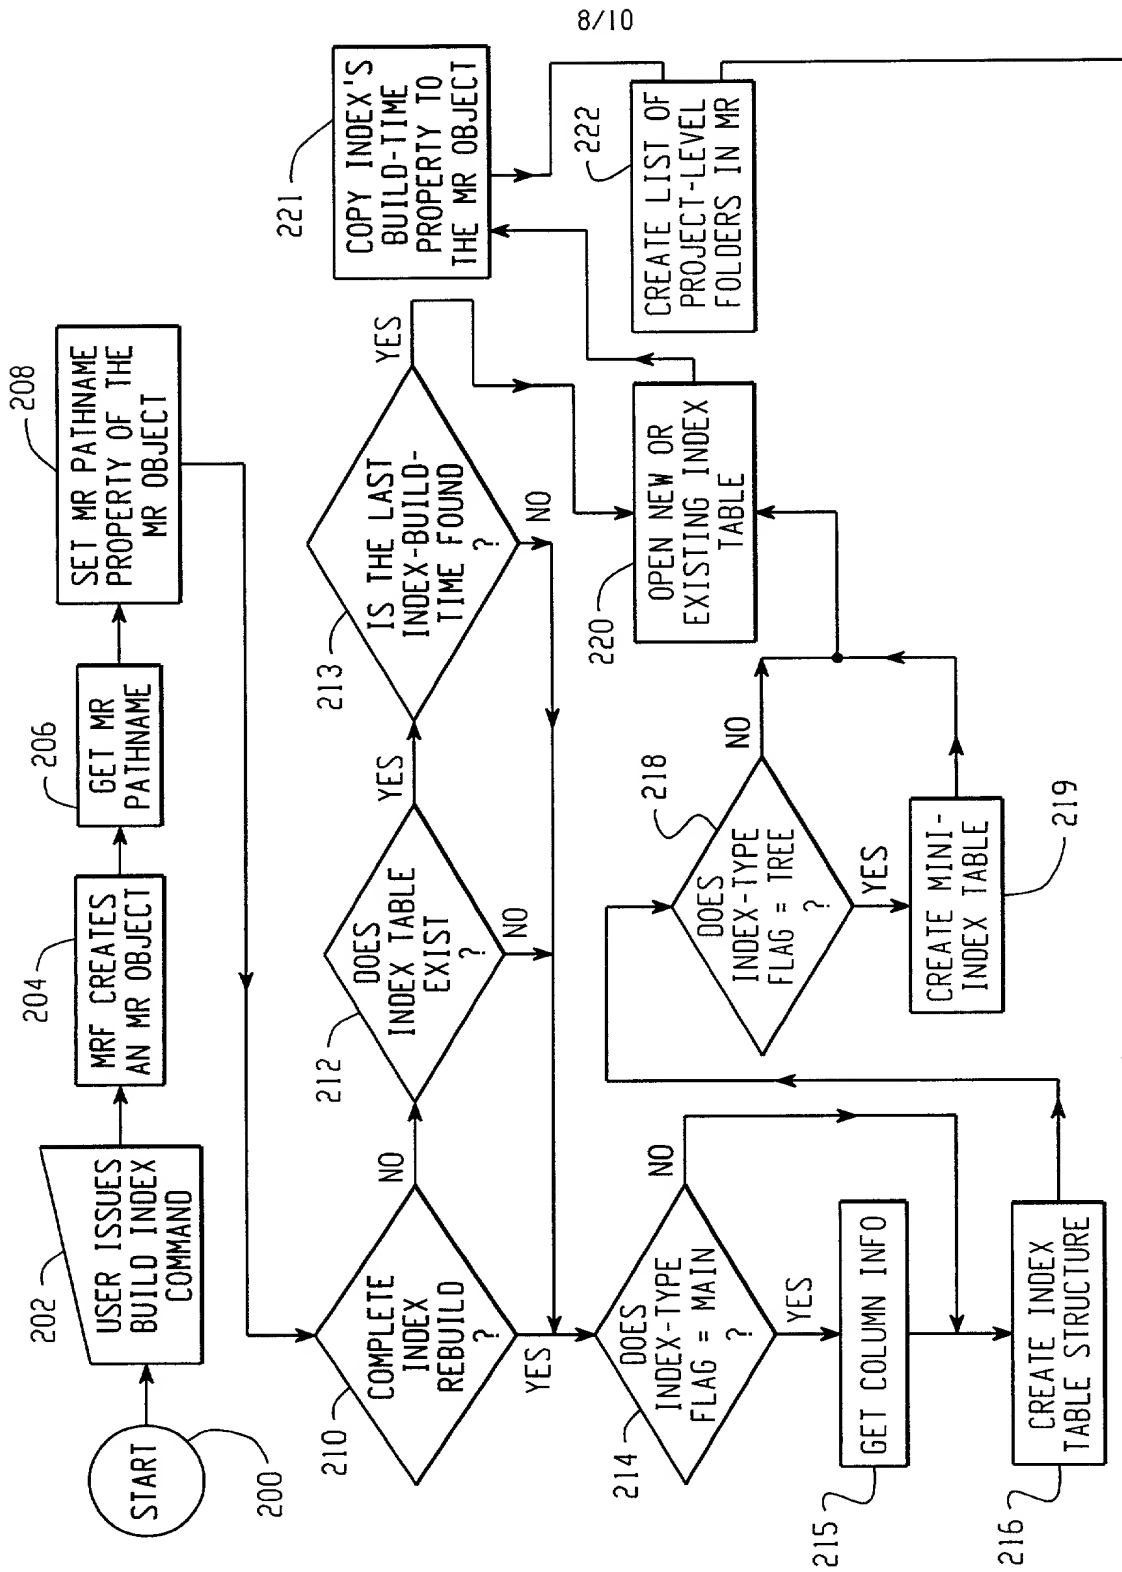 8/10
START
200
202
USER ISSUES
BUILD INDEX
COMMAND
204
MRF CREATES
AN MR OBJECT
206
GET MR
PATHNAME
208
SET MR PATHNAME
PROPERTY OF THE
MR OBJECT
210
COMPLETE
INDEX
REBUILD
?
NO
YES
212
DOES
INDEX TABLE
EXIST
?
YES
NO
213
IS THE LAST
INDEX-BUILD-
TIME FOUND
?
YES
NO
221
COPY INDEX'S
BUILD-TIME
PROPERTY TO
THE MR OBJECT
214
DOES
INDEX-TYPE
FLAG = MAIN
?
NO
YES
215
GET COLUMN INFO
216
CREATE INDEX
TABLE STRUCTURE
218
DOES
INDEX-TYPE
FLAG = TREE
?
NO
YES
CREATE MINI-
INDEX TABLE
219
220
OPEN NEW OR
EXISTING INDEX
TABLE
222
CREATE LIST OF
PROJECT-LEVEL
FOLDERS IN MR